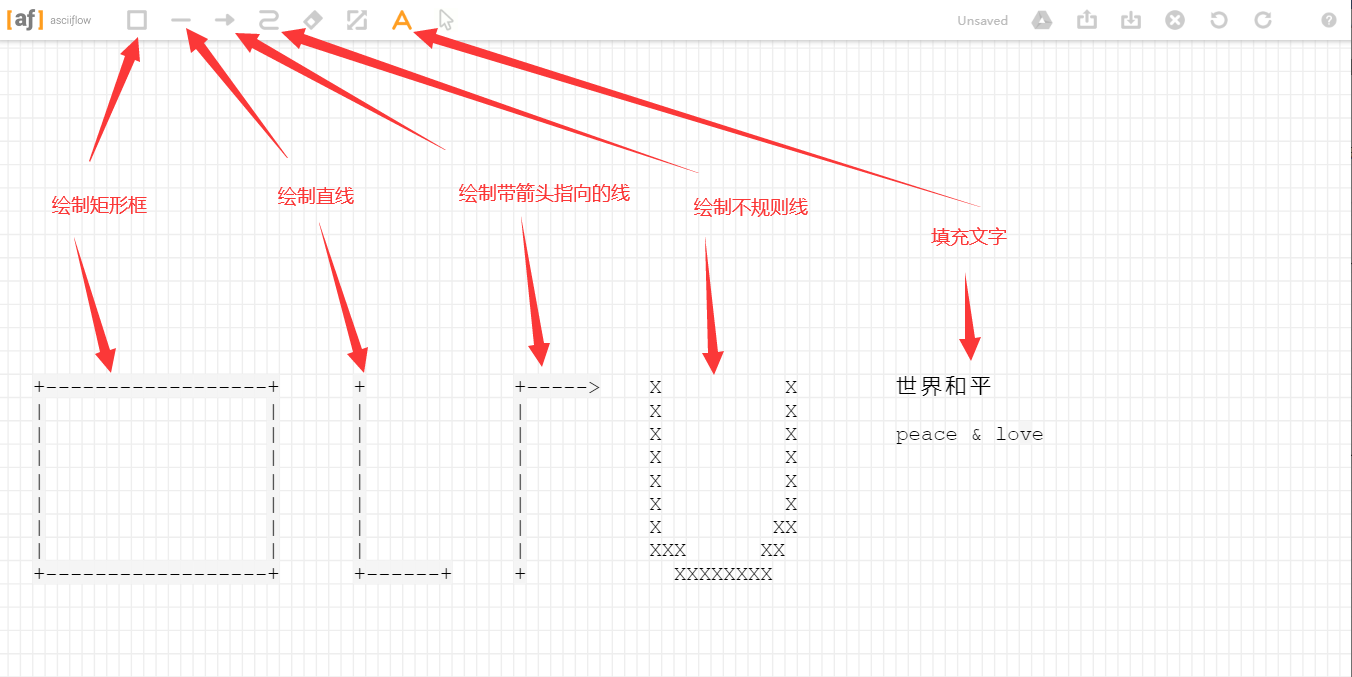 [af] asciiflow
Unsaved
绘制矩形框
绘制直线
绘制带箭头指向的线
绘制不规则线
填充文字
+------------------+      +            +----->    X          X        世界和平
|                  |      |            |          X          X
|                  |      |            |          X          X        peace & love
|                  |      |            |          X          X
|                  |      |            |          X          X
|                  |      |            |          X          X
|                  |      |            |          X         XX
|                  |      |            |          XXX      XX
+------------------+      +------+     +            XXXXXXXX